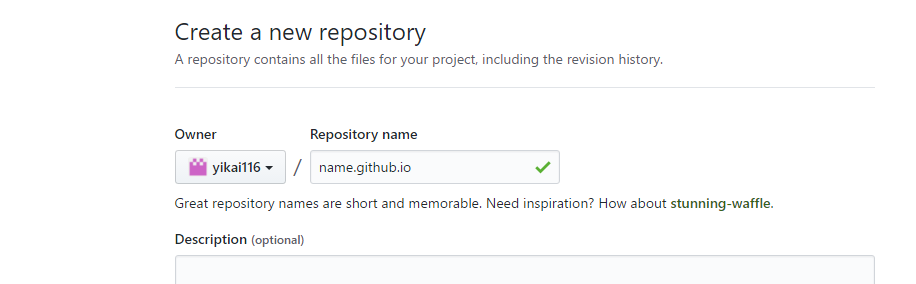 Create a new repository
A repository contains all the files for your project, including the revision history.
Owner Repository name
yikai116 / name.github.io
Great repository names are short and memorable. Need inspiration? How about stunning-waffle.
Description (optional)